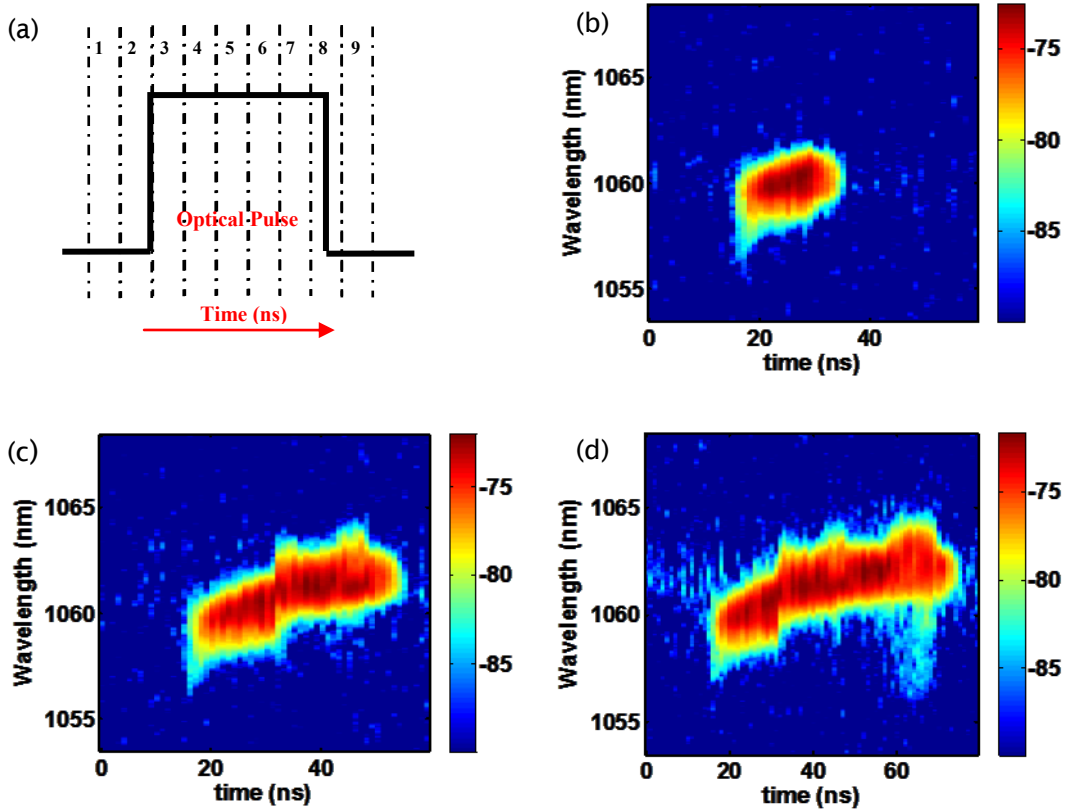 (a)
1 2 3 4 5 6 7 8 9
Optical Pulse
Time (ns)
(b)
Wavelength (nm)
1065
1060
1055
0 20 40
time (ns)
-75
-80
-85
(c)
Wavelength (nm)
1065
1060
1055
0 20 40
time (ns)
-75
-80
-85
(d)
Wavelength (nm)
1065
1060
1055
0 20 40 60
time (ns)
-75
-80
-85